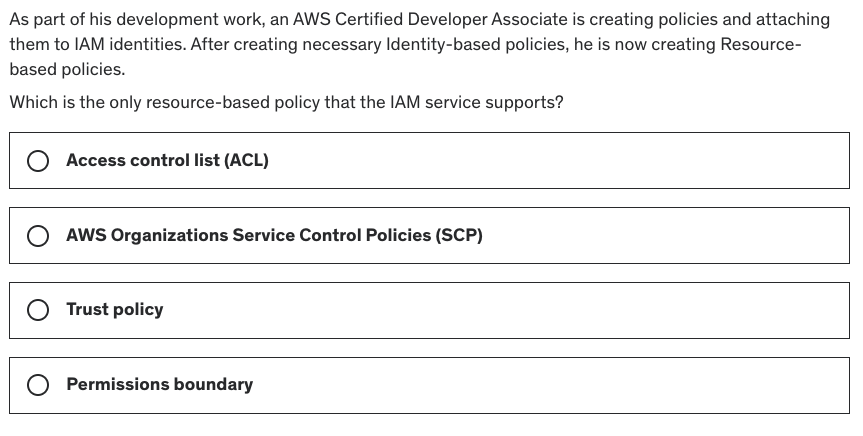 As part of his development work, an AWS Certified Developer Associate is creating policies and attaching
them to IAM identities. After creating necessary Identity-based policies, he is now creating Resource-
based policies.
Which is the only resource-based policy that the IAM service supports?
Access control list (ACL)
AWS Organizations Service Control Policies (SCP)
Trust policy
Permissions boundary